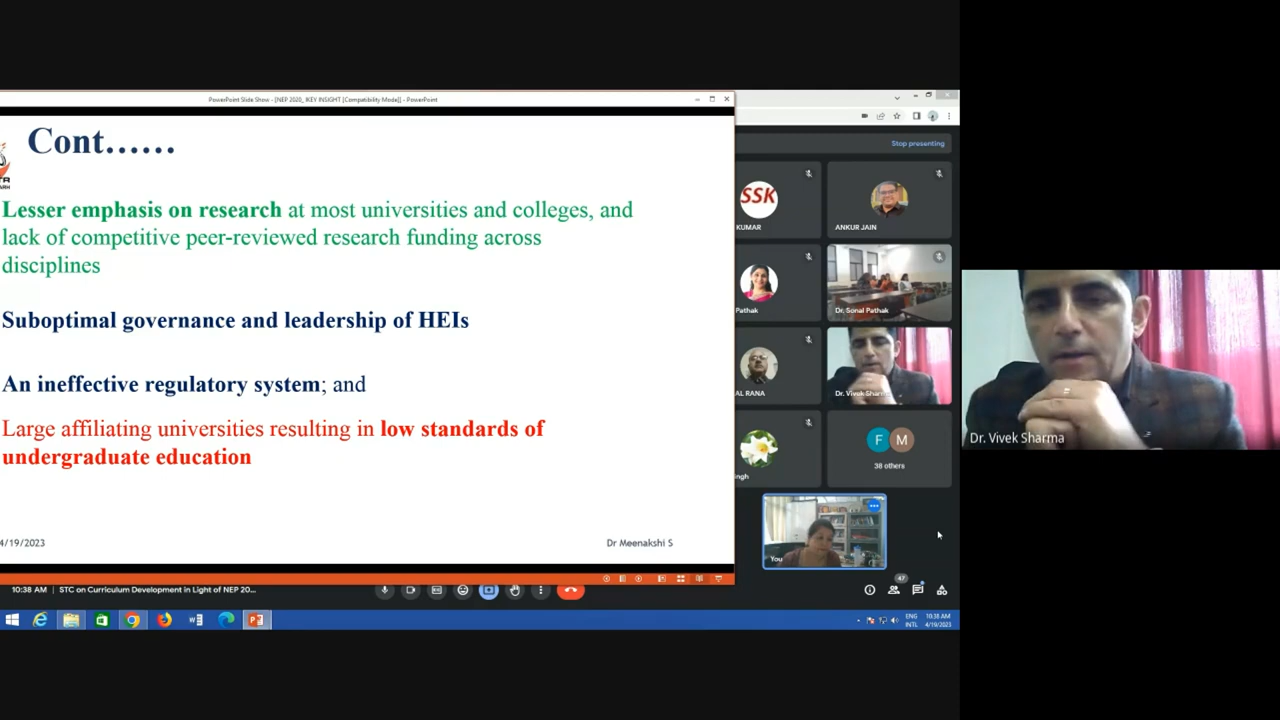 PowerPoint Slide Show - [NEP 2020_ IKEY INSIGHT [Compatibility Mode]] - PowerPoint
Cont......
Lesser emphasis on research at most universities and colleges, and
lack of competitive peer-reviewed research funding across
disciplines
Suboptimal governance and leadership of HEIs
An ineffective regulatory system; and
Large affiliating universities resulting in low standards of
undergraduate education
4/19/2023
Dr Meenakshi S
Stop presenting
SSK
KUMAR
ANKUR JAIN
Pathak
Dr. Sonal Pathak
AL RANA
Dr. Vivek Sharma
ingh
F M
38 others
You
10:38 AM | STC on Curriculum Development in Light of NEP 20...
47
ENG
INTL
10:38 AM
4/19/2023
Dr. Vivek Sharma